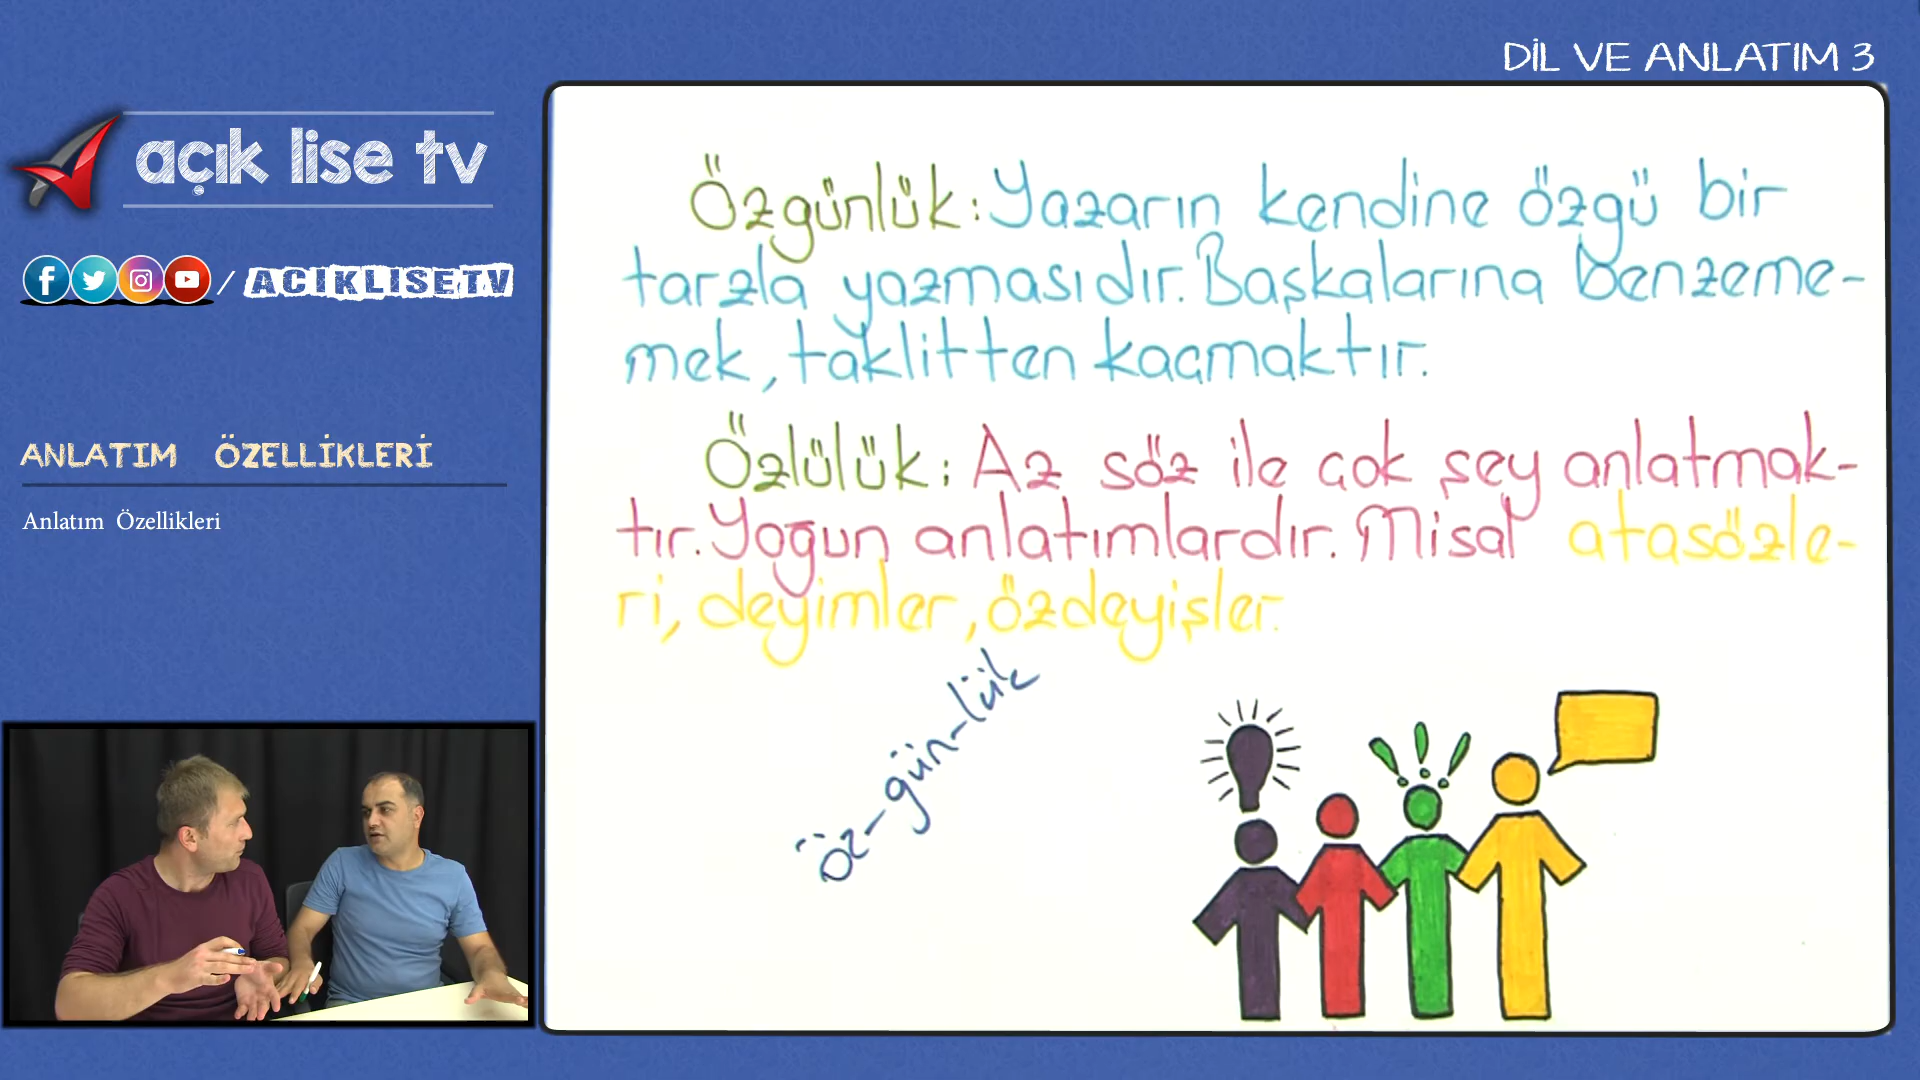 DİL VE ANLATIM 3
açık lise tv
/ ACIKLISETV
ANLATIM ÖZELLİKLERİ
Anlatım Özellikleri
Özgünlük: Yazarın kendine özgü bir
tarzla yazmasıdır. Başkalarına benzeme-
mek, taklitten kaçmaktır.
Özlülük: Az söz ile çok şey anlatmak-
tır. Yoğun anlatımlardır. Misal atasözle-
ri, deyimler, özdeyişler.
öz-gün-lük